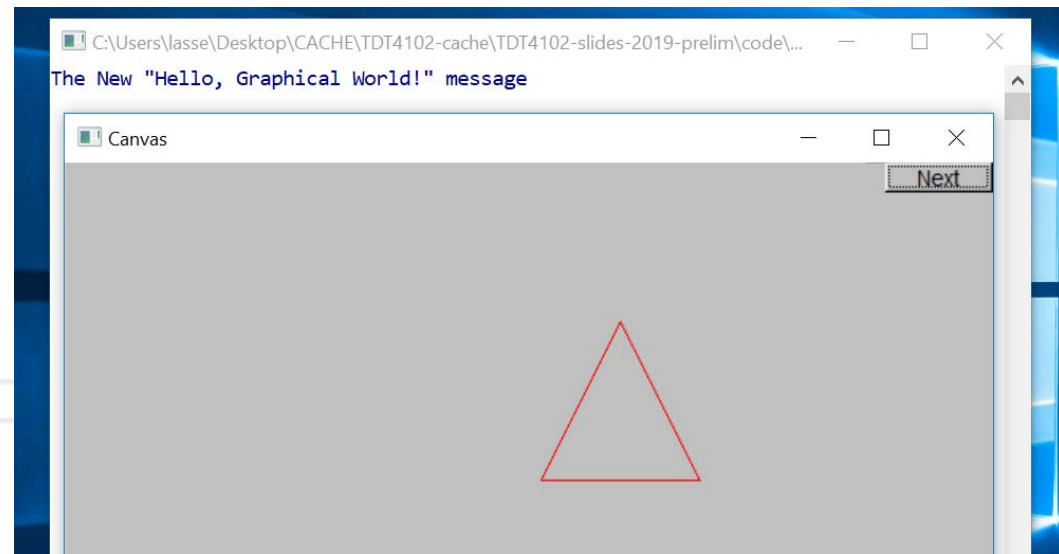 C:\Users\lasse\Desktop\CACHE\TDT4102-cache\TDT4102-slides-2019-prelim\code\...
The New "Hello, Graphical World!" message
Canvas
Next